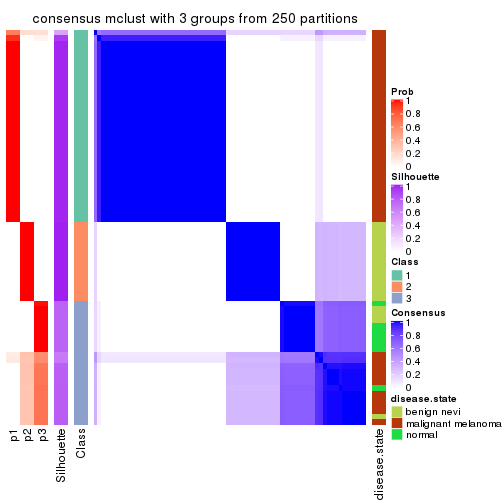 consensus mclust with 3 groups from 250 partitions
Prob
1
0.8
0.6
0.4
0.2
0
Silhouette
1
0.8
0.6
0.4
0.2
0
Class
1
2
3
Consensus
1
0.8
0.6
0.4
0.2
0
disease.state
benign nevi
malignant melanoma
normal
p1
p2
p3
Silhouette
Class
disease.state